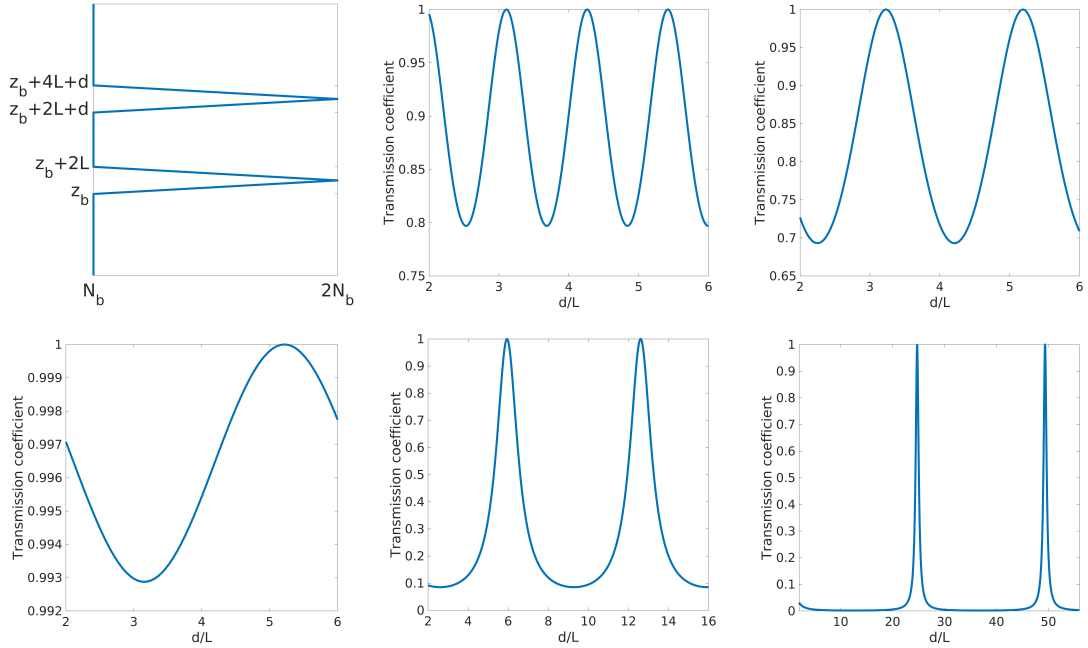 z_b+4L+d
z_b+2L+d
z_b+2L
z_b
N_b 2N_b
Transmission coefficient
1
0.95
0.9
0.85
0.8
0.75
2 3 4 5 6
d/L
Transmission coefficient
1
0.95
0.9
0.85
0.8
0.75
0.7
0.65
2 3 4 5 6
d/L
Transmission coefficient
1
0.999
0.998
0.997
0.996
0.995
0.994
0.993
0.992
2 3 4 5 6
d/L
Transmission coefficient
1
0.9
0.8
0.7
0.6
0.5
0.4
0.3
0.2
0.1
0
2 4 6 8 10 12 14 16
d/L
Transmission coefficient
1
0.9
0.8
0.7
0.6
0.5
0.4
0.3
0.2
0.1
0
10 20 30 40 50
d/L